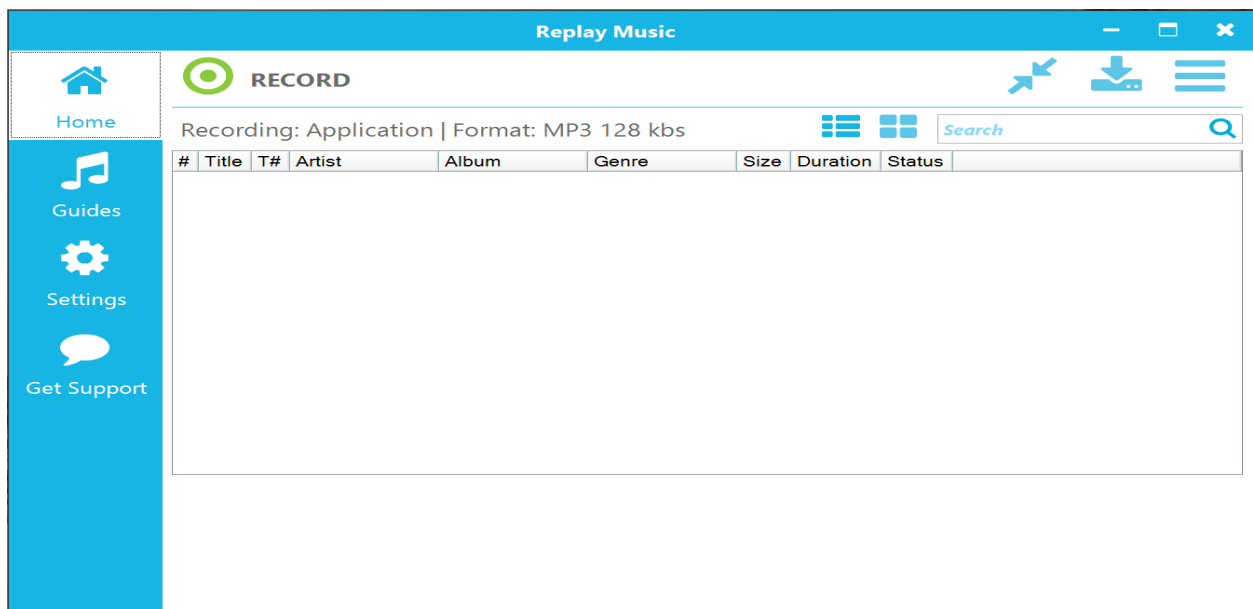 Replay Music
Home
RECORD
Recording: Application | Format: MP3 128 kbs
Search
# Title T# Artist Album Genre Size Duration Status
Guides
Settings
Get Support